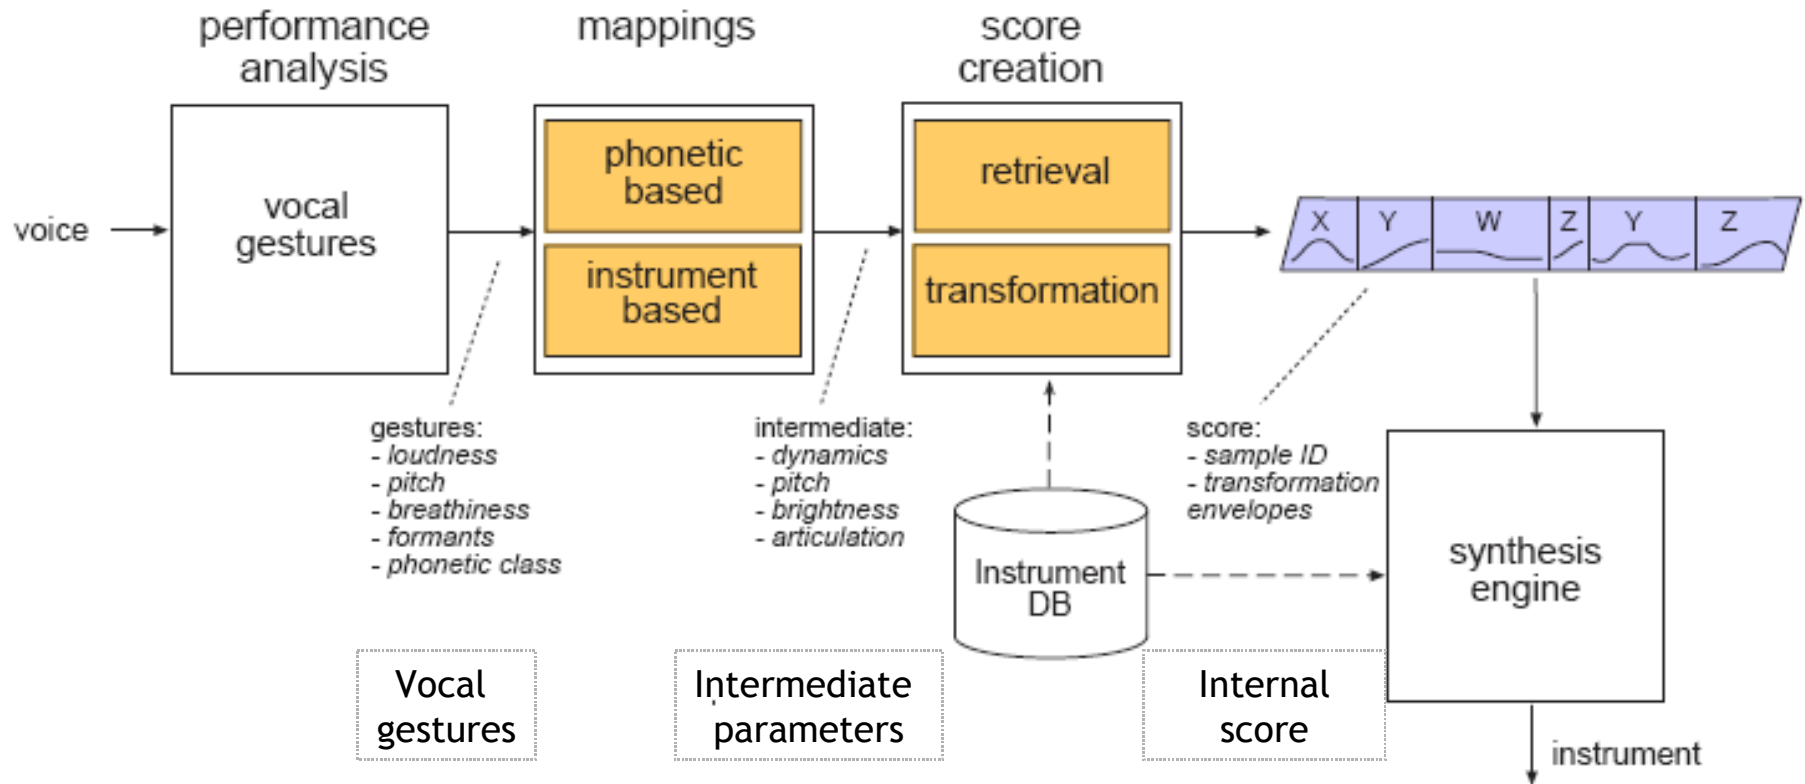 performance
analysis
mappings
score
creation
voice
vocal
gestures
phonetic
based
instrument
based
retrieval
transformation
X Y W Z Y Z
gestures:
- loudness
- pitch
- breathiness
- formants
- phonetic class
intermediate:
- dynamics
- pitch
- brightness
- articulation
score:
- sample ID
- transformation
envelopes
Instrument
DB
synthesis
engine
Vocal
gestures
Intermediate
parameters
Internal
score
instrument